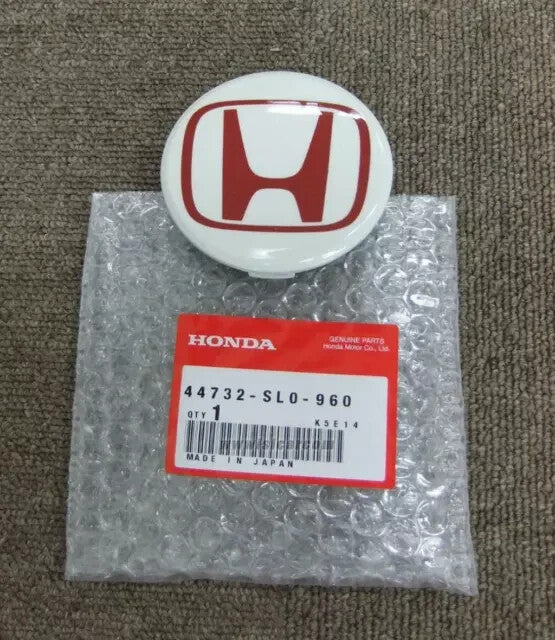 HONDA
GENUINE PARTS
Honda Motor Co., Ltd.
44732-SL0-960
QTY 1
K5E14
MADE IN JAPAN